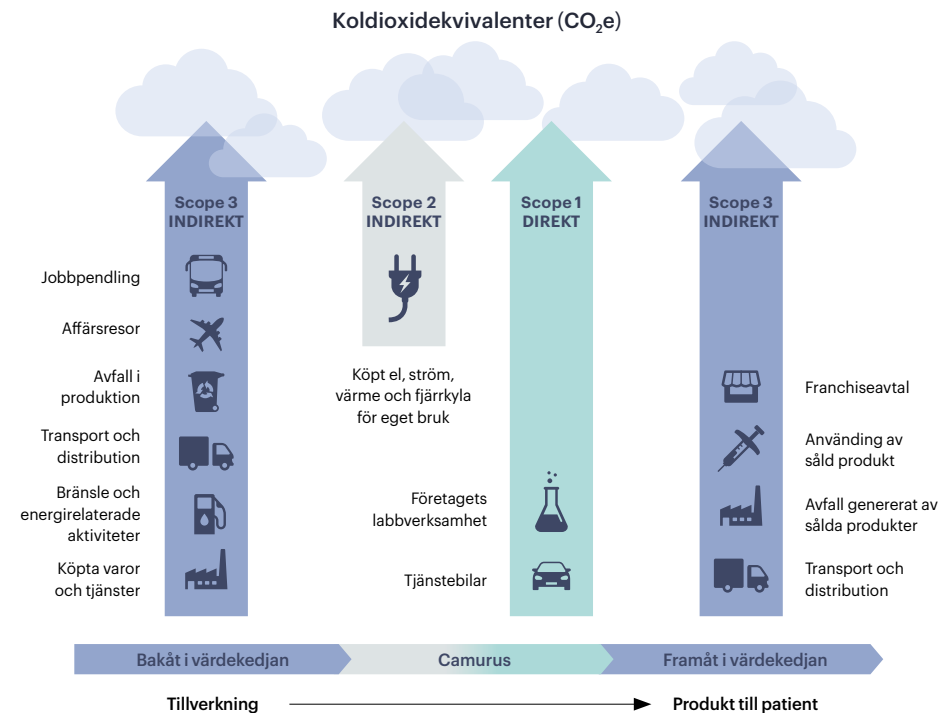 Koldioxidekvivalenter (CO₂e)
Scope 3
INDIREKT
Jobbpendling
Affärsresor
Avfall i
produktion
Transport och
distribution
Bränsle och
energirelaterade
aktiviteter
Köpta varor
och tjänster
Scope 2
INDIREKT
Köpt el, ström,
värme och fjärrkyla
för eget bruk
Scope 1
DIREKT
Företagets
labbverksamhet
Tjänstebilar
Scope 3
INDIREKT
Franchiseavtal
Använding av
såld produkt
Avfall genererat av
sålda produkter
Transport och
distribution
Bakåt i värdekedjan
Camurus
Framåt i värdekedjan
Tillverkning
Produkt till patient